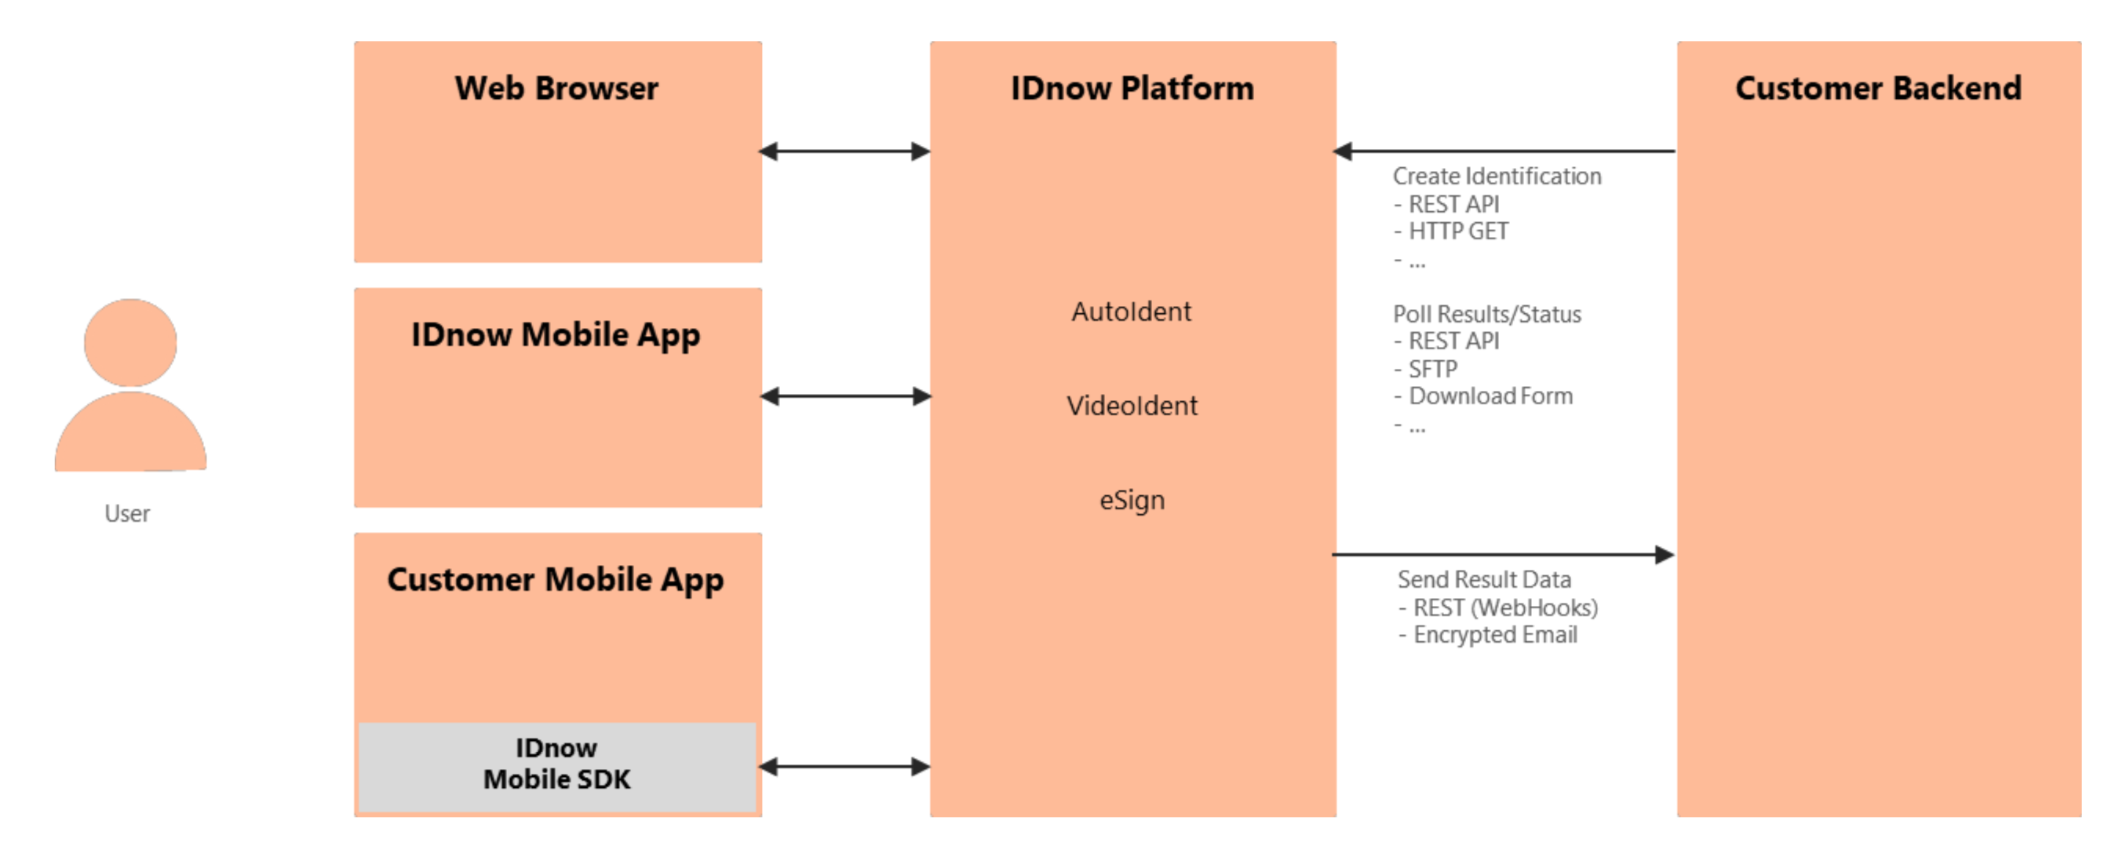 Web Browser
IDnow Platform
Customer Backend
Create Identification
- REST API
- HTTP GET
- ...
AutoIdent
Poll Results/Status
- REST API
- SFTP
- Download Form
- ...
IDnow Mobile App
VideoIdent
eSign
User
Customer Mobile App
Send Result Data
- REST (WebHooks)
- Encrypted Email
IDnow
Mobile SDK